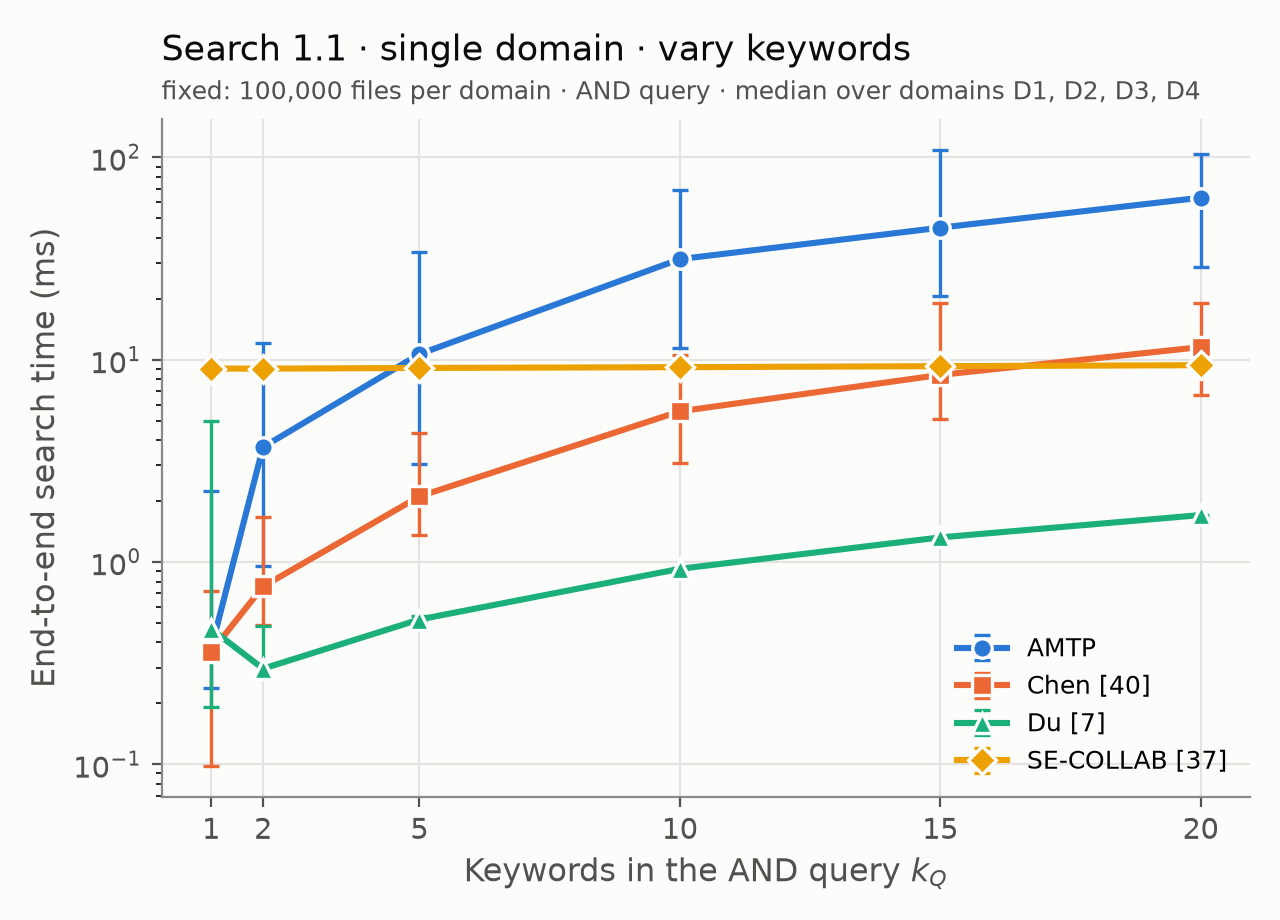 Search 1.1 · single domain · vary keywords
fixed: 100,000 files per domain · AND query · median over domains D1, D2, D3, D4
End-to-end search time (ms)
10²
10¹
10⁰
10⁻¹
AMTP
Chen [40]
Du [7]
SE-COLLAB [37]
1 2 5 10 15 20
Keywords in the AND query k_Q